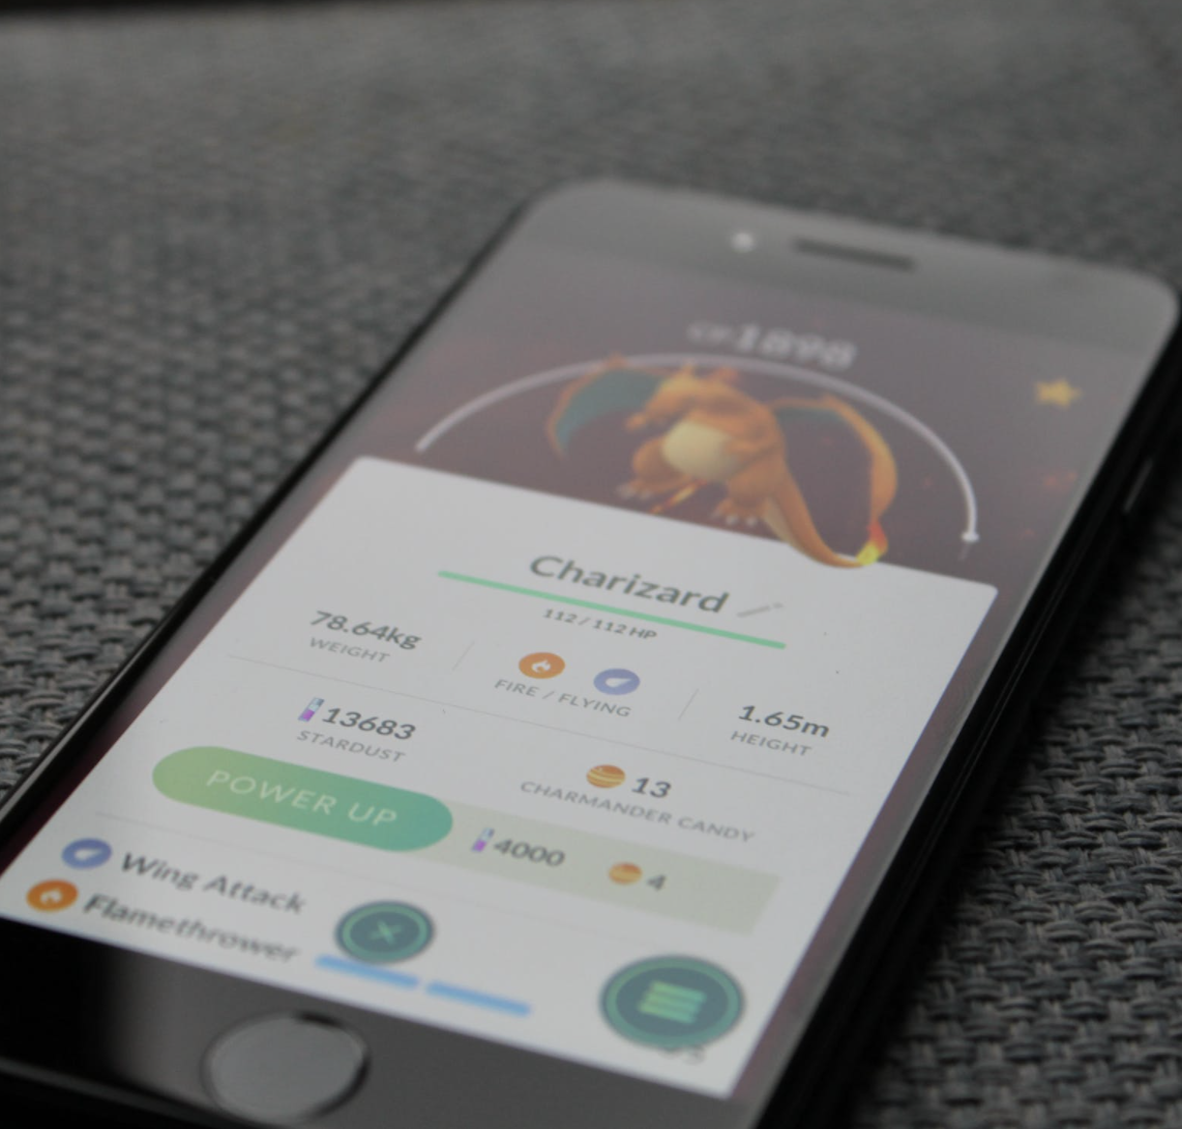 CP1898
Charizard
112 / 112 HP
78.64kg
WEIGHT
FIRE / FLYING
1.65m
HEIGHT
13683
STARDUST
13
CHARMANDER CANDY
POWER UP
4000
4
Wing Attack
Flamethrower